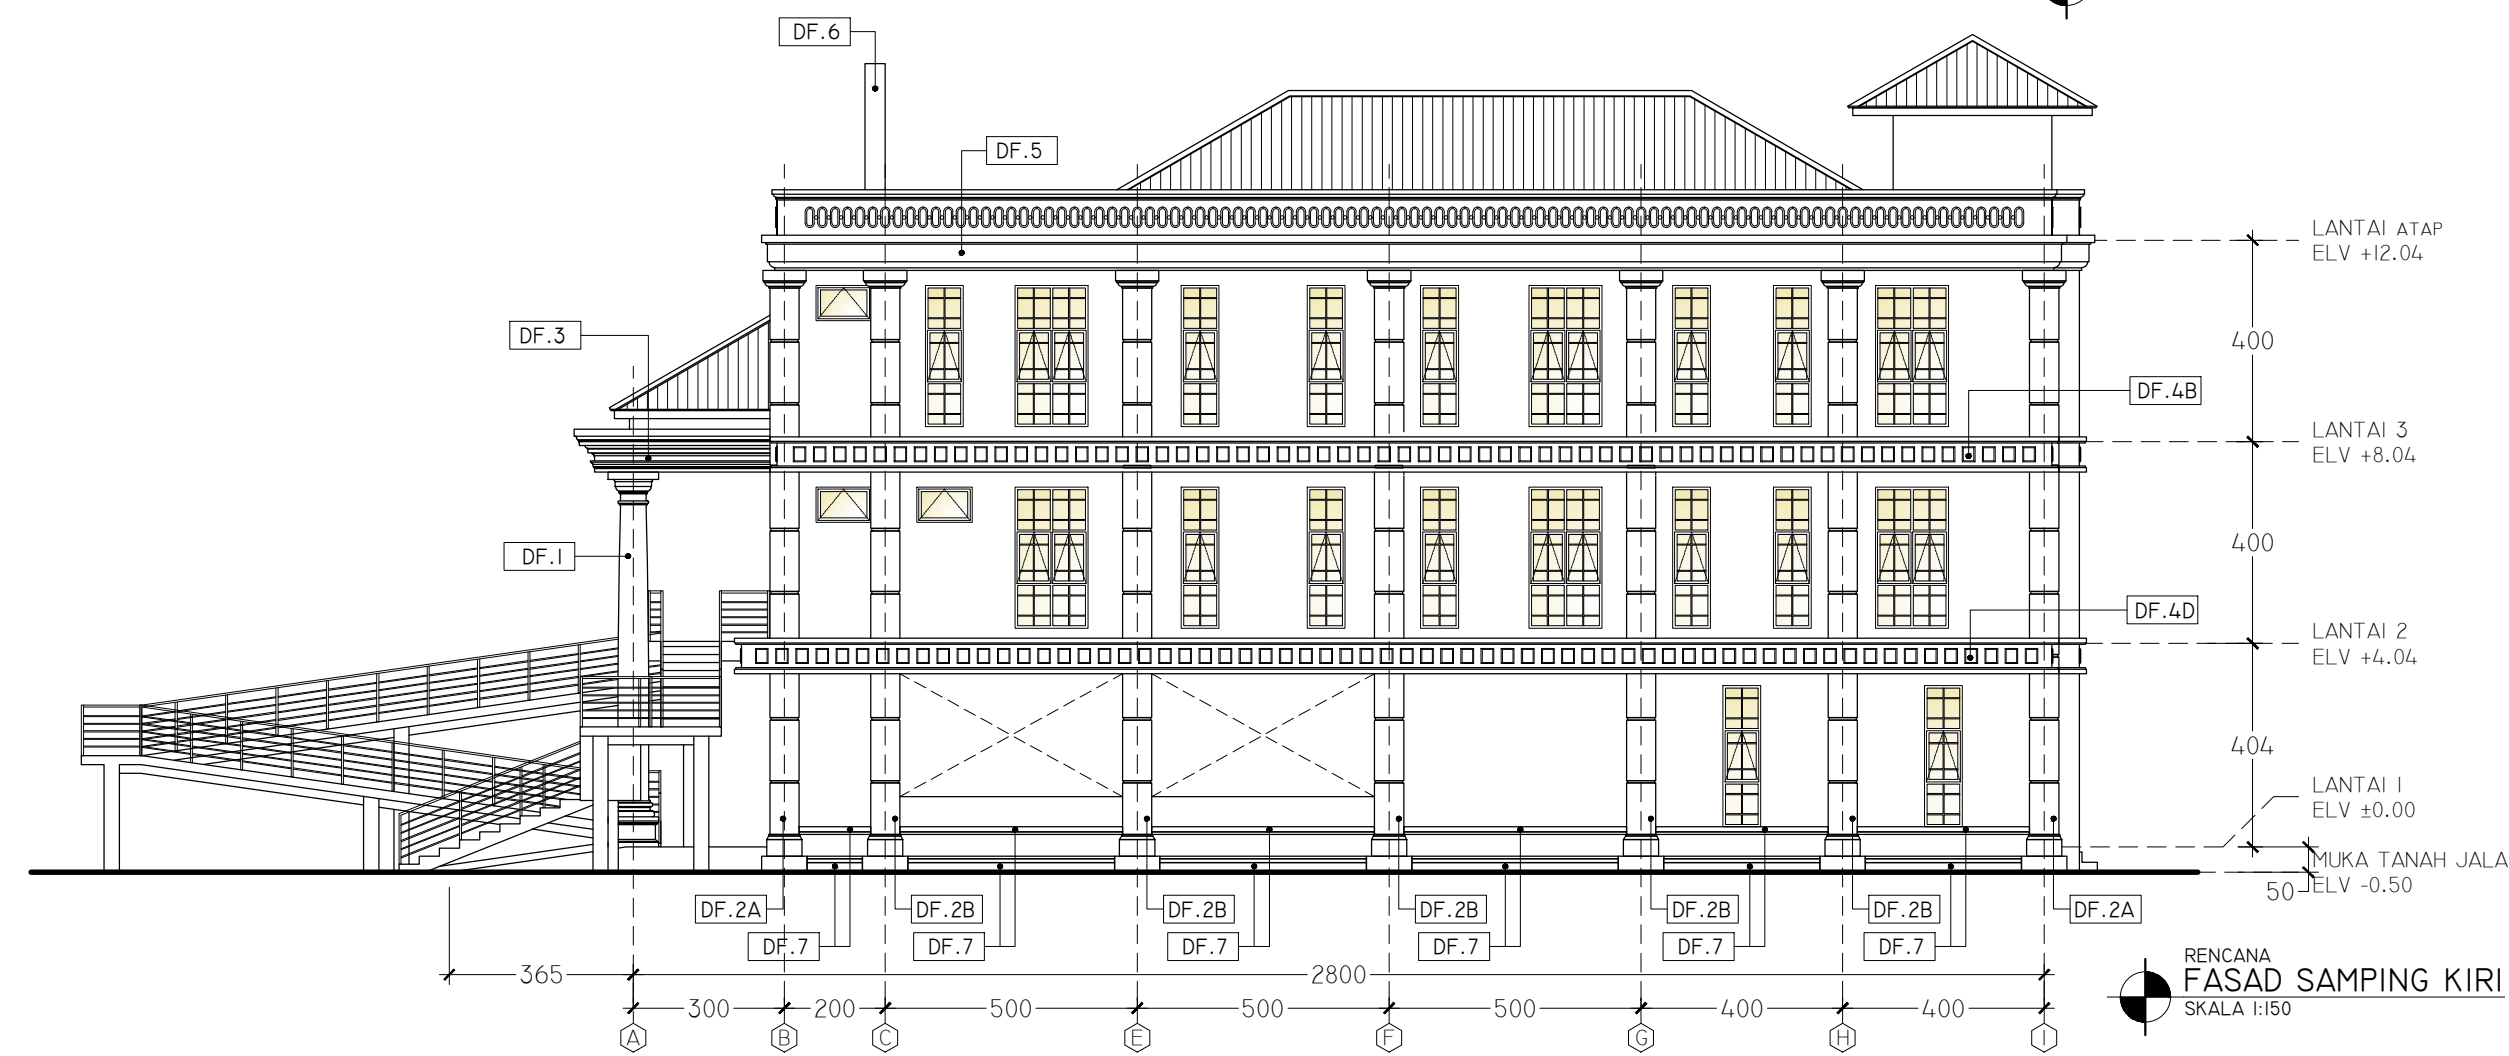 DF.6
DF.5
LANTAI ATAP
ELV +12.04
DF.3
400
DF.4B
LANTAI 3
ELV +8.04
DF.1
400
DF.4D
LANTAI 2
ELV +4.04
404
LANTAI 1
ELV ±0.00
MUKA TANAH JALA
ELV -0.50
50
DF.2A DF.2B DF.2B DF.2B DF.2B DF.2B DF.2A
DF.7 DF.7 DF.7 DF.7 DF.7 DF.7
365 2800
300 200 500 500 500 400 400
A B C E F G H I
RENCANA
FASAD SAMPING KIRI
SKALA 1:150